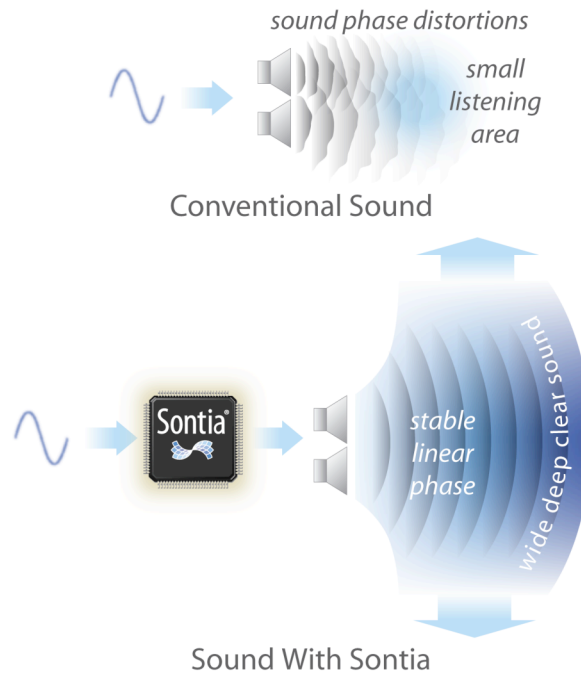 sound phase distortions
small
listening
area
Conventional Sound
Sontia®
stable
linear
phase
wide deep clear sound
Sound With Sontia